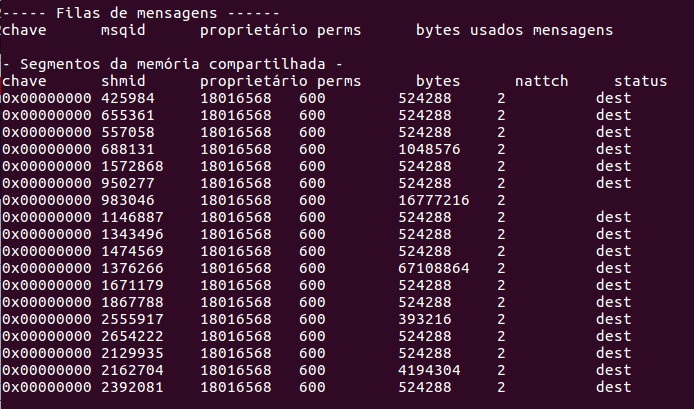 ----- Filas de mensagens ------
chave msqid proprietário perms bytes usados mensagens
- Segmentos da memória compartilhada -
chave shmid proprietário perms bytes nattch status
0x00000000 425984 18016568 600 524288 2 dest
0x00000000 655361 18016568 600 524288 2 dest
0x00000000 557058 18016568 600 524288 2 dest
0x00000000 688131 18016568 600 1048576 2 dest
0x00000000 1572868 18016568 600 524288 2 dest
0x00000000 950277 18016568 600 524288 2 dest
0x00000000 983046 18016568 600 16777216 2
0x00000000 1146887 18016568 600 524288 2 dest
0x00000000 1343496 18016568 600 524288 2 dest
0x00000000 1474569 18016568 600 524288 2 dest
0x00000000 1376266 18016568 600 67108864 2 dest
0x00000000 1671179 18016568 600 524288 2 dest
0x00000000 1867788 18016568 600 524288 2 dest
0x00000000 2555917 18016568 600 393216 2 dest
0x00000000 2654222 18016568 600 524288 2 dest
0x00000000 2129935 18016568 600 524288 2 dest
0x00000000 2162704 18016568 600 4194304 2 dest
0x00000000 2392081 18016568 600 524288 2 dest